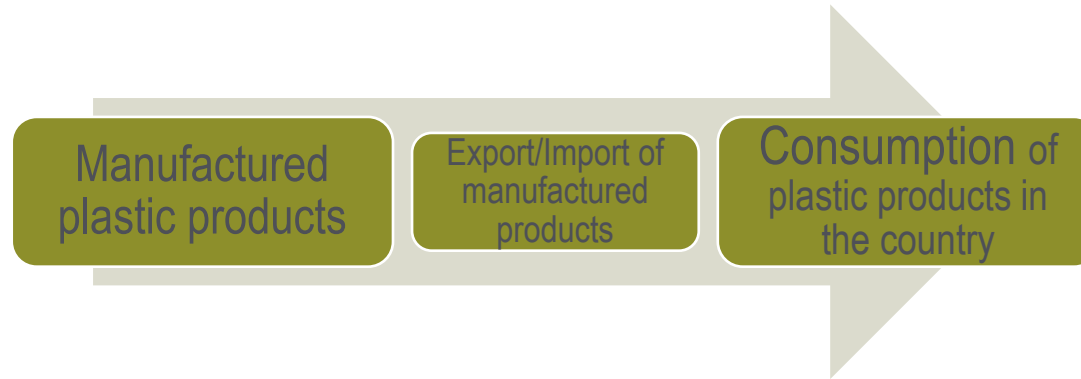 Manufactured
plastic products
Export/Import of
manufactured
products
Consumption of
plastic products in
the country